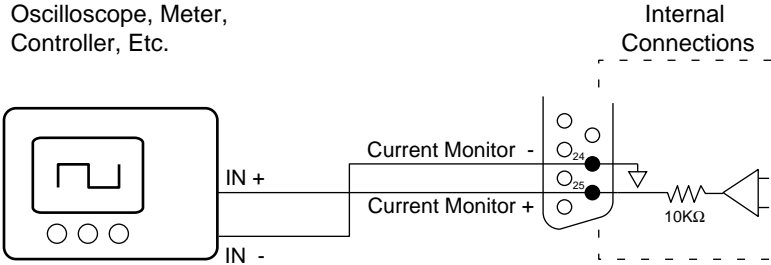 Oscilloscope, Meter,
Controller, Etc.
Internal
Connections
Current Monitor -
24
IN +
25
Current Monitor +
10KΩ
IN -